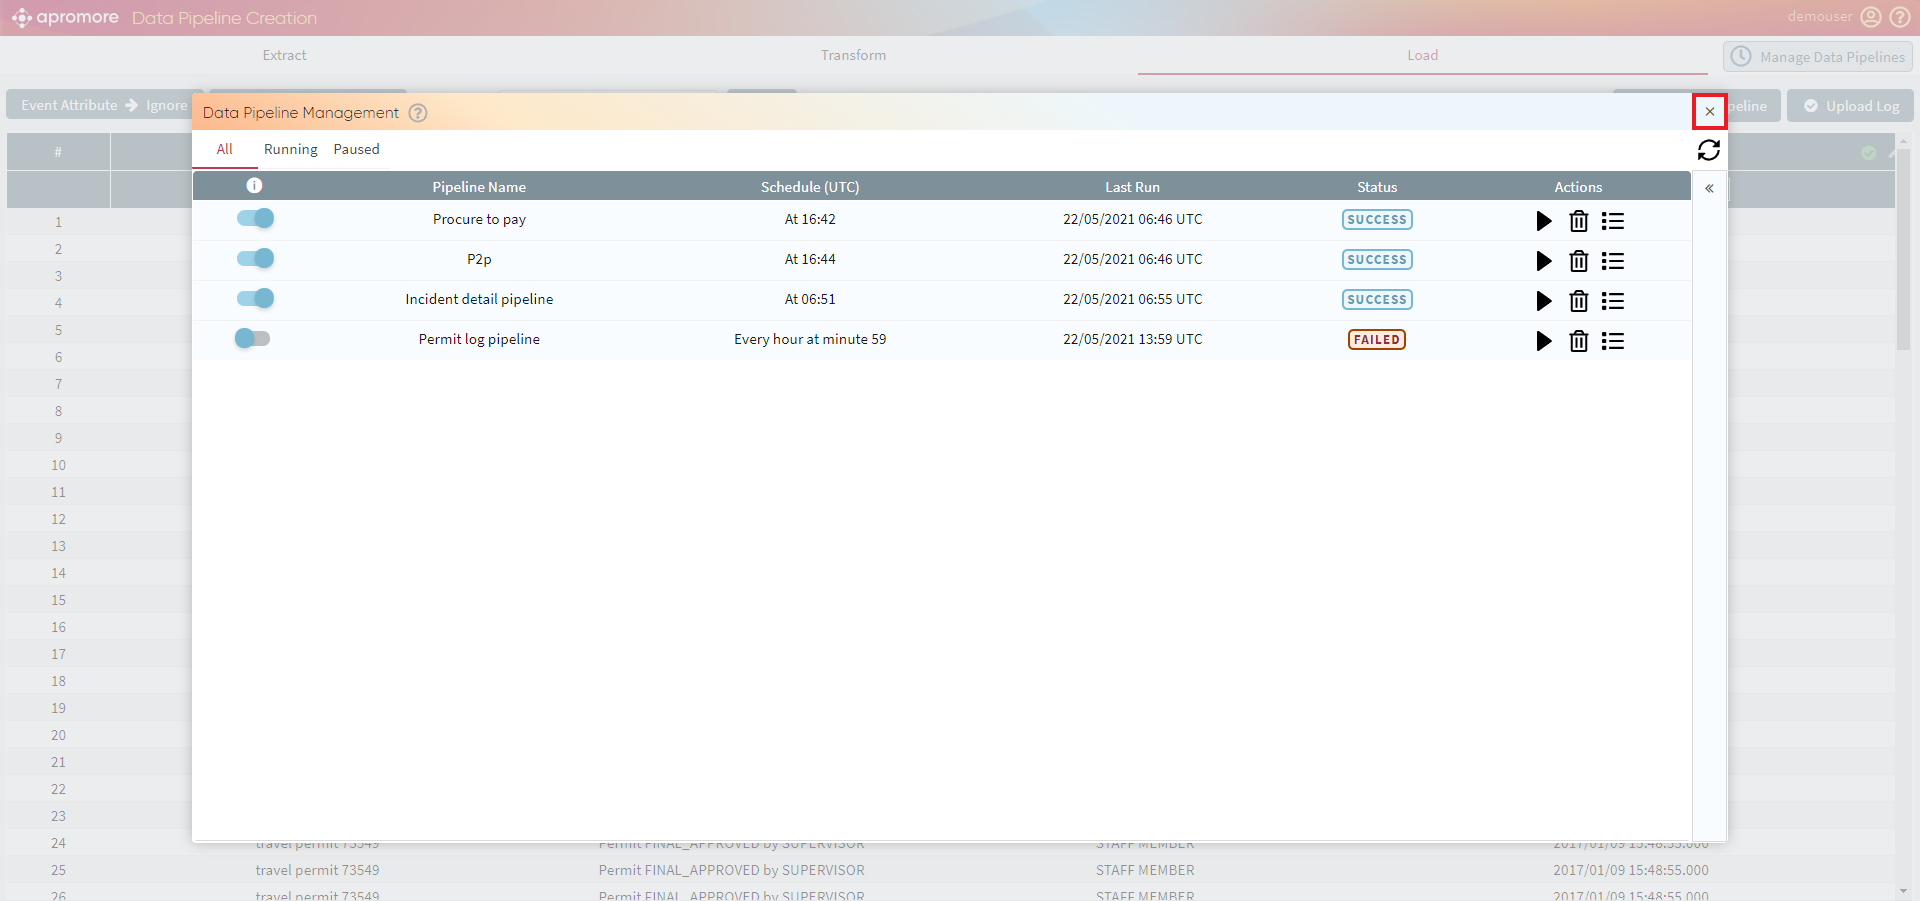 apromore Data Pipeline Creation demouser ?
Extract Transform Load Manage Data Pipelines
Event Attribute → Ignore peline Upload Log
Data Pipeline Management ? ×
All Running Paused
# Pipeline Name Schedule (UTC) Last Run Status Actions «
1 Procure to pay At 16:42 22/05/2021 06:46 UTC SUCCESS
2
P2p At 16:44 22/05/2021 06:46 UTC SUCCESS
3
4 Incident detail pipeline At 06:51 22/05/2021 06:55 UTC SUCCESS
5 Permit log pipeline Every hour at minute 59 22/05/2021 13:59 UTC FAILED
6
7
8
9
10
11
12
13
14
15
16
17
18
19
20
21
22
23
24 travel permit 73549 Permit FINAL_APPROVED by SUPERVISOR STAFF MEMBER 2017/01/09 15:48:55.000
25 travel permit 73549 Permit FINAL_APPROVED by SUPERVISOR STAFF MEMBER 2017/01/09 15:48:55.000
26 travel permit 73549 Permit FINAL_APPROVED by SUPERVISOR STAFF MEMBER 2017/01/09 15:48:55.000